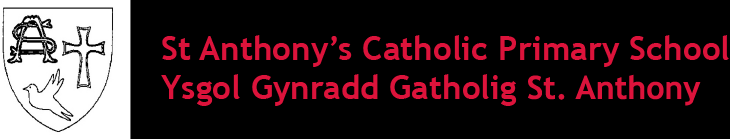 St Anthony’s Catholic Primary School
Ysgol Gynradd Gatholig St. Anthony